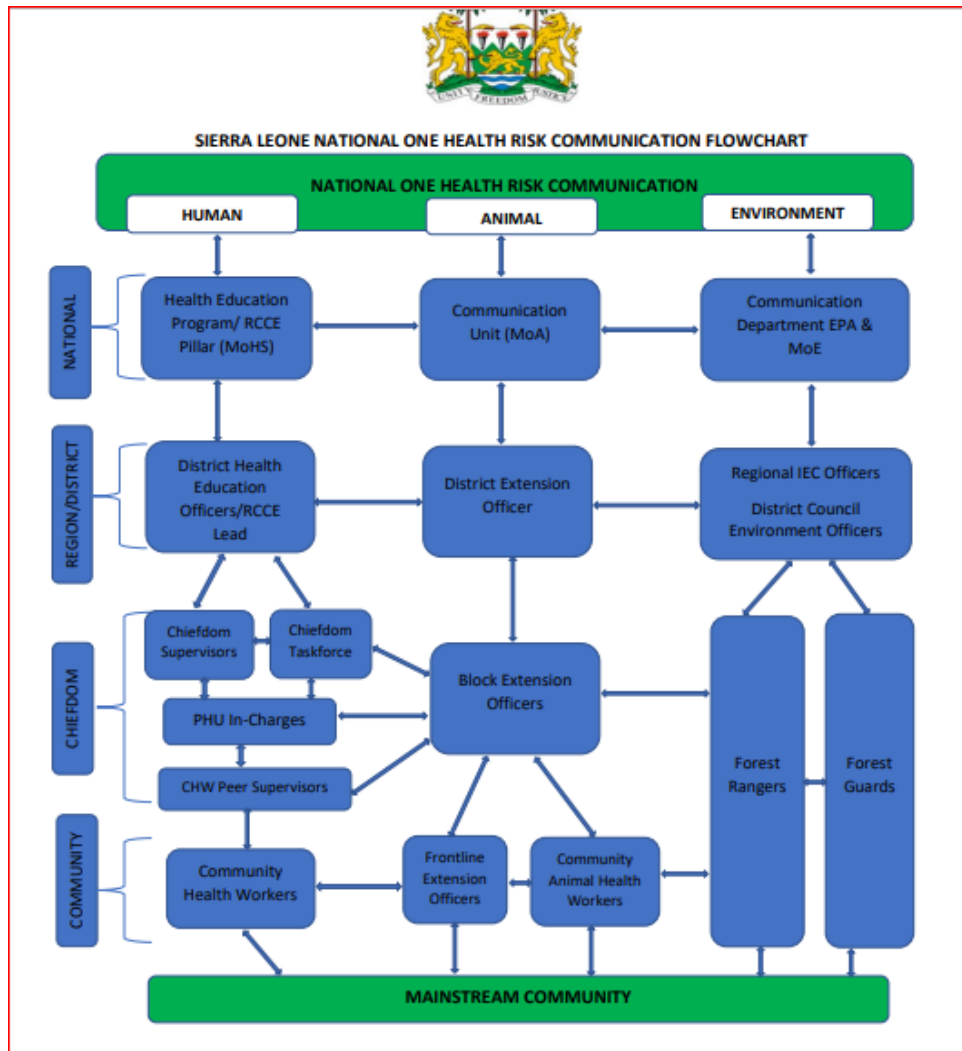 UNITY FREEDOM JUSTICE
SIERRA LEONE NATIONAL ONE HEALTH RISK COMMUNICATION FLOWCHART
NATIONAL ONE HEALTH RISK COMMUNICATION
HUMAN
ANIMAL
ENVIRONMENT
NATIONAL
Health Education
Program/ RCCE
Pillar (MoHS)
Communication
Unit (MoA)
Communication
Department EPA &
MoE
REGION/DISTRICT
District Health
Education
Officers/RCCE
Lead
District Extension
Officer
Regional IEC Officers
District Council
Environment Officers
CHIEFDOM
Chiefdom
Supervisors
Chiefdom
Taskforce
PHU In-Charges
CHW Peer Supervisors
Block Extension
Officers
Forest
Rangers
Forest
Guards
COMMUNITY
Community
Health Workers
Frontline
Extension
Officers
Community
Animal Health
Workers
MAINSTREAM COMMUNITY